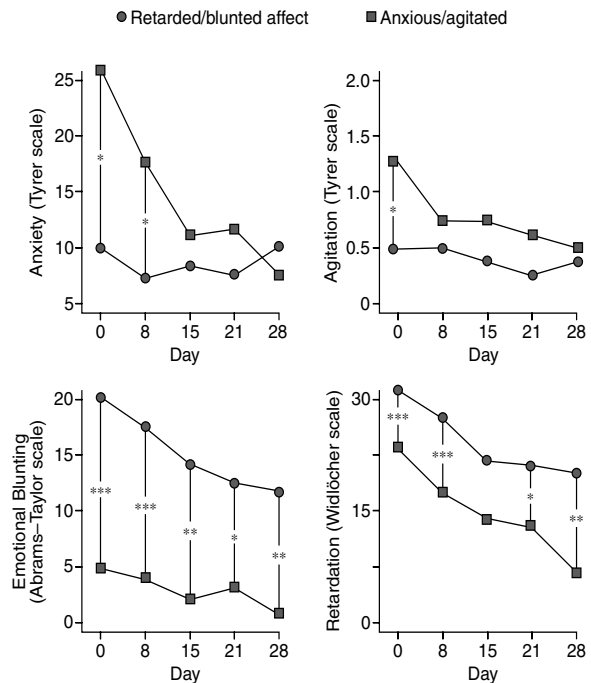 Retarded/blunted affect Anxious/agitated
Anxiety (Tyrer scale)
25
20
15
10
5
*
*
0 8 15 21 28
Day
Agitation (Tyrer scale)
2.0
1.5
1.0
0.5
0
*
0 8 15 21 28
Day
Emotional Blunting
(Abrams–Taylor scale)
20
15
10
5
0
***
***
**
*
**
0 8 15 21 28
Day
Retardation (Widlöcher scale)
30
15
0
***
***
*
**
0 8 15 21 28
Day